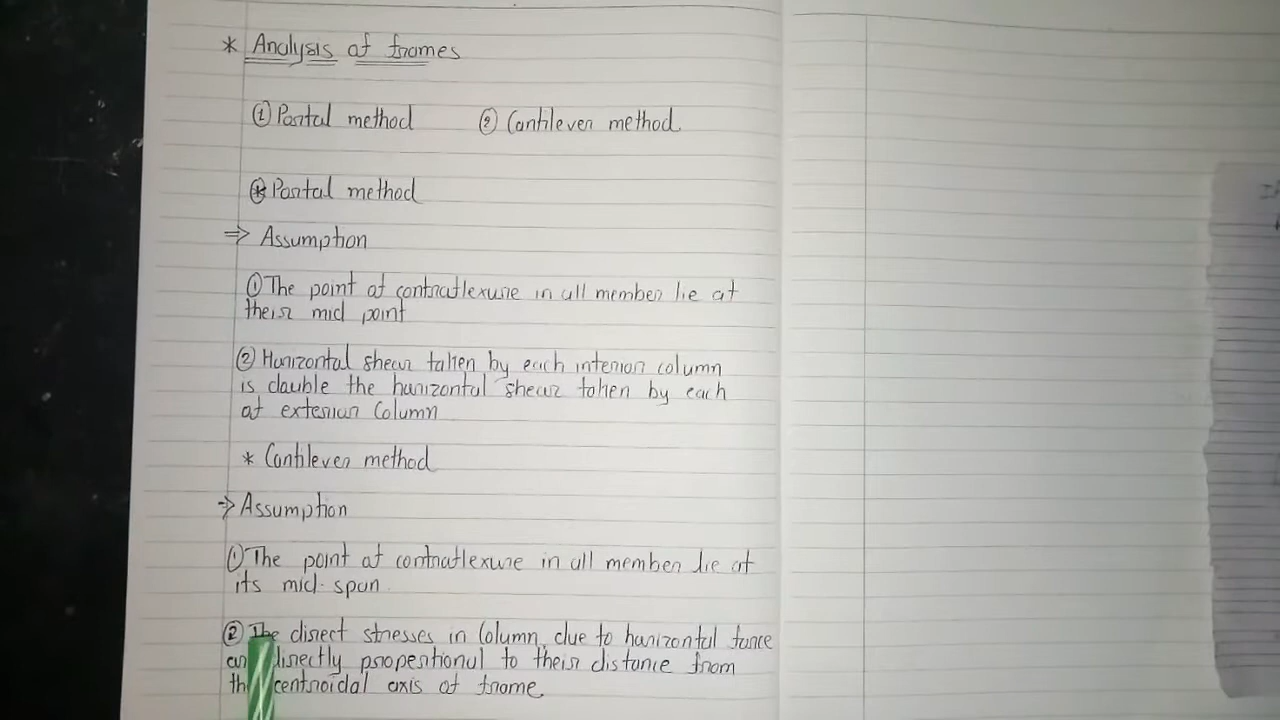 * Analysis of frames
① Portal method ② Cantilever method.
* Portal method
⇒ Assumption
① The point of contraflexure in all member lie at
their mid point
② Horizontal shear taken by each interior column
is double the horizontal shear taken by each
of exterior column
* Cantilever method
⇒ Assumption
① The point of contraflexure in all member lie at
its mid-span
② The direct stresses in column, due to horizontal force
directly propertional to their distance from
centroidal axis of frame.